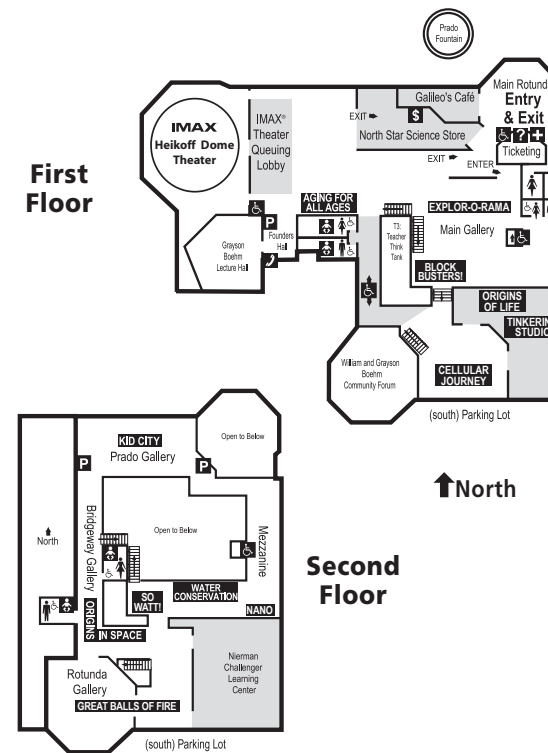 Prado
Fountain
Main Rotund
Entry
& Exit
?
Ticketing
Galileo's Café
$
EXIT
North Star Science Store
EXIT
ENTER
IMAX
Heikoff Dome
Theater
IMAX®
Theater
Queuing
Lobby
First
Floor
AGING FOR
ALL AGES
EXPLOR-O-RAMA
P
Founders
Hall
T3:
Teacher
Think
Tank
Main Gallery
Grayson
Boehm
Lecture Hall
BLOCK
BUSTERS!
ORIGINS
OF LIFE
TINKERIN
STUDIO
William and Grayson
Boehm
Community Forum
CELLULAR
JOURNEY
(south) Parking Lot
North
KID CITY
Prado Gallery
Open to Below
P
P
Bridgeway Gallery
Open to Below
Mezzanine
North
Second
Floor
SO
WATT!
WATER
CONSERVATION
NANO
ORIGINS
IN SPACE
Nierman
Challenger
Learning
Center
Rotunda
Gallery
GREAT BALLS OF FIRE
(south) Parking Lot